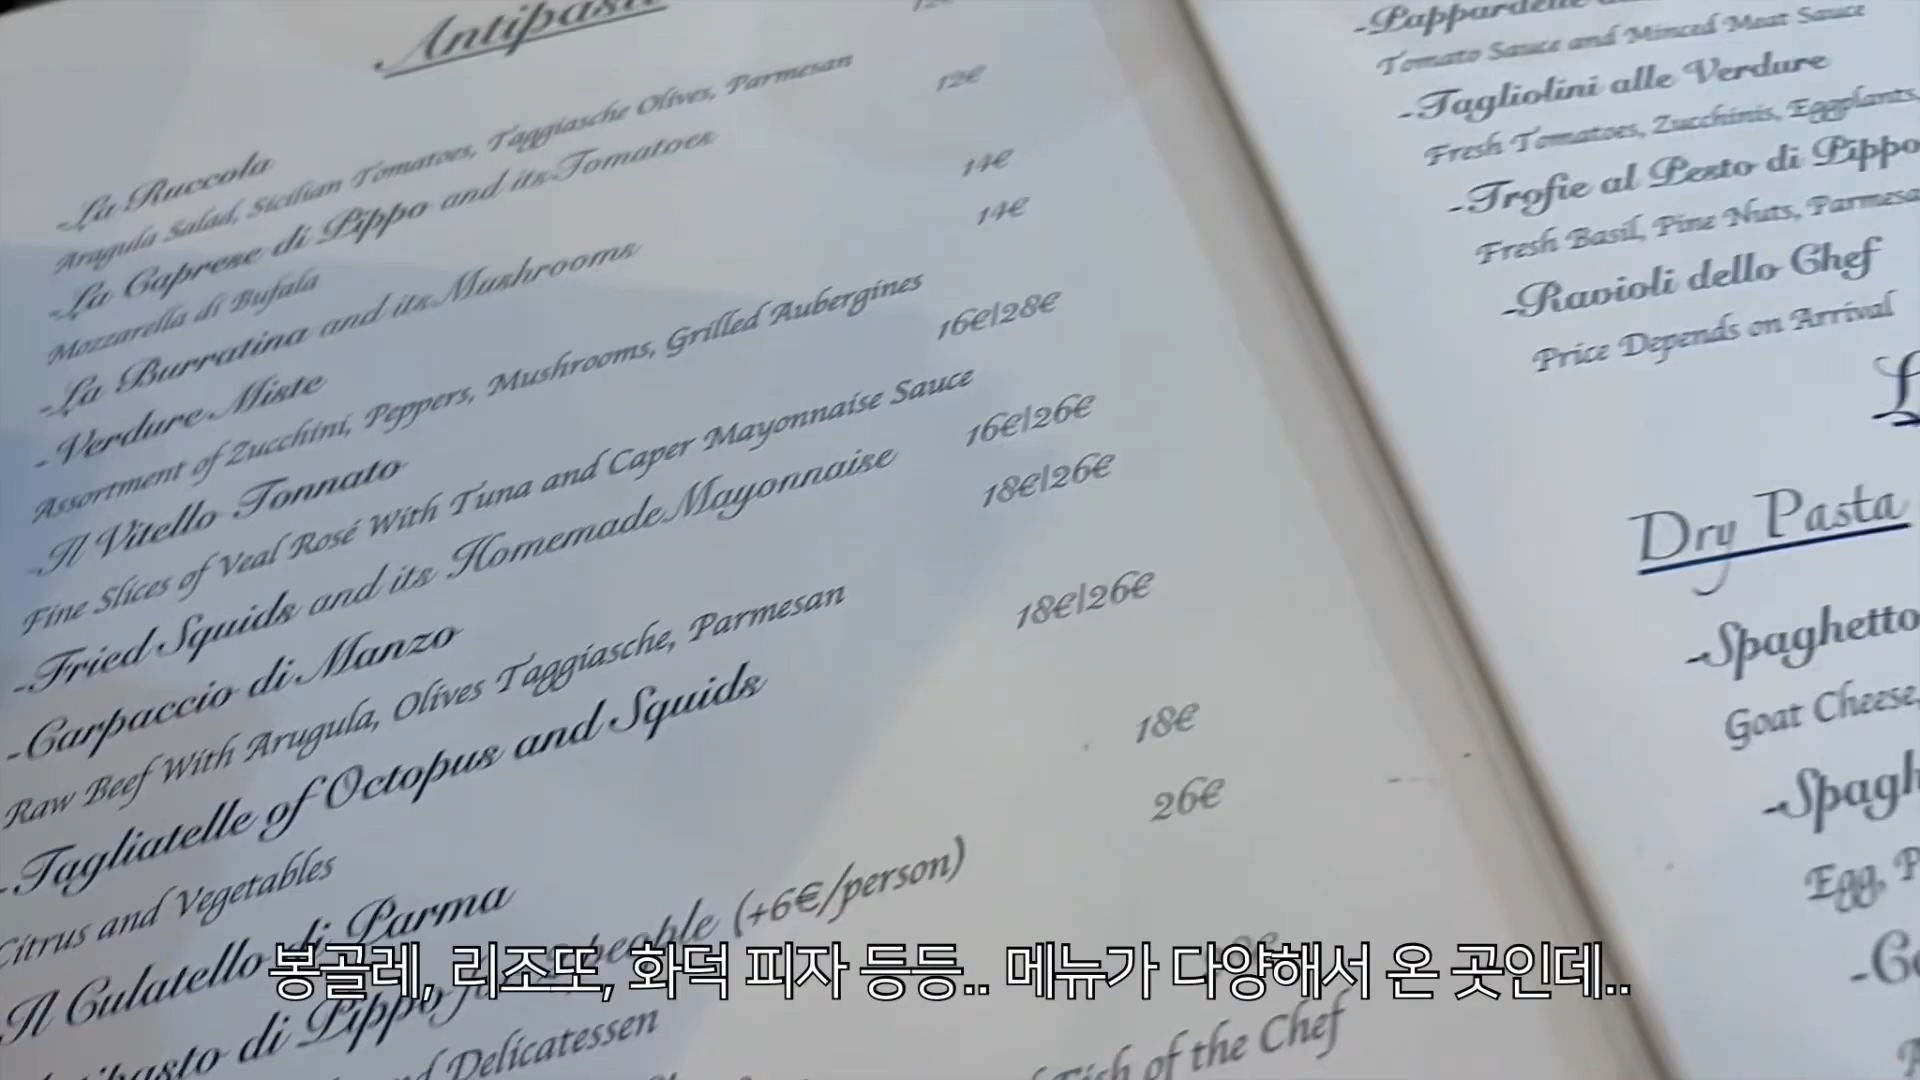 Antipasti
12€
-La Ruccola
Aragula Salad, Sicilian Tomatoes, Taggiasche Olives, Parmesan
12€
-La Caprese di Pippo and its Tomatoes
Mozzarella di Bufala
14€
-La Burratina and its Mushrooms
14€
-Verdure Miste
Assortment of Zucchini, Peppers, Mushrooms, Grilled Aubergines
16€|28€
-Il Vitello Tonnato
Fine Slices of Veal Rosé With Tuna and Caper Mayonnaise Sauce
16€|26€
-Fried Squids and its Homemade Mayonnaise
18€|26€
-Carpaccio di Manzo
Raw Beef With Arugula, Olives Taggiasche, Parmesan
18€|26€
-Tagliatelle of Octopus and Squids
Citrus and Vegetables
18€
-Il Culatello di Parma
26€
di Pippo (+6€/person)
Delicatessen
Fish of the Chef
-Pappardelle
Tomato Sauce and Minced Meat Sauce
-Tagliolini alle Verdure
Fresh Tomatoes, Zucchinis, Eggplants,
-Trofie al Pesto di Pippo
Fresh Basil, Pine Nuts, Parmesa
-Ravioli dello Chef
Price Depends on Arrival
Dry Pasta
-Spaghetto
Goat Cheese,
-Spagh
Egg, P
봉골레, 리조또, 화덕 피자 등등.. 메뉴가 다양해서 온 곳인데..